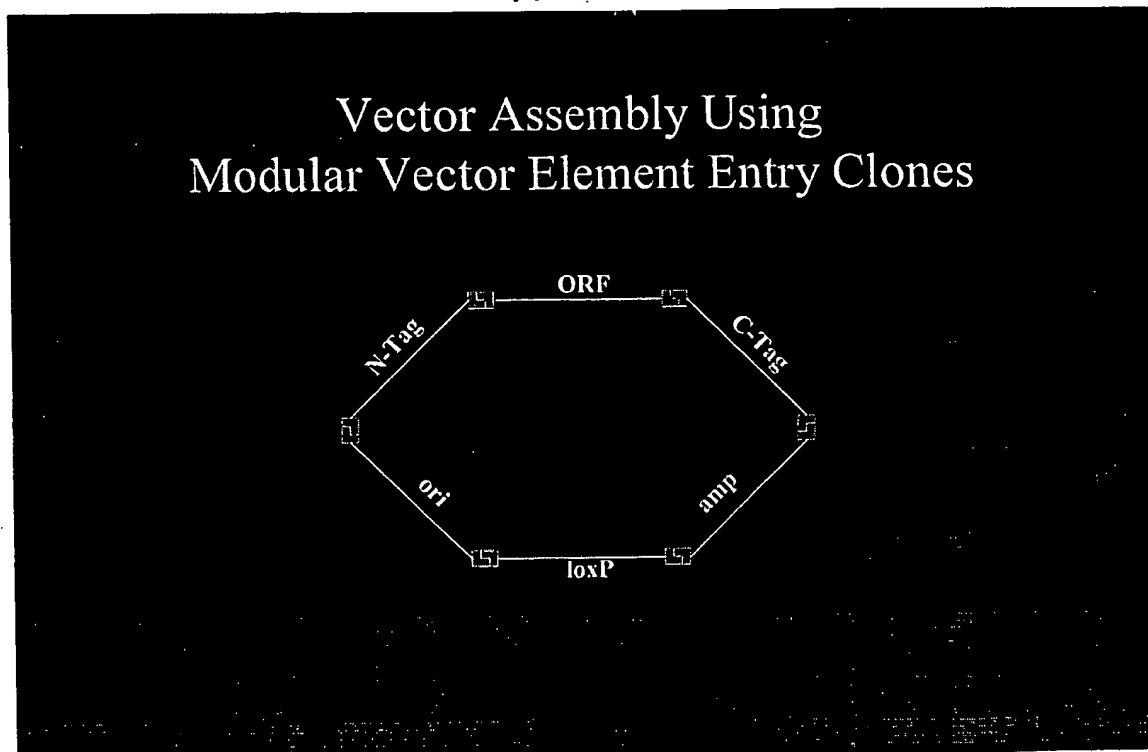 Vector Assembly Using
Modular Vector Element Entry Clones
ORF
N-Tag
C-Tag
ori
amp
loxP